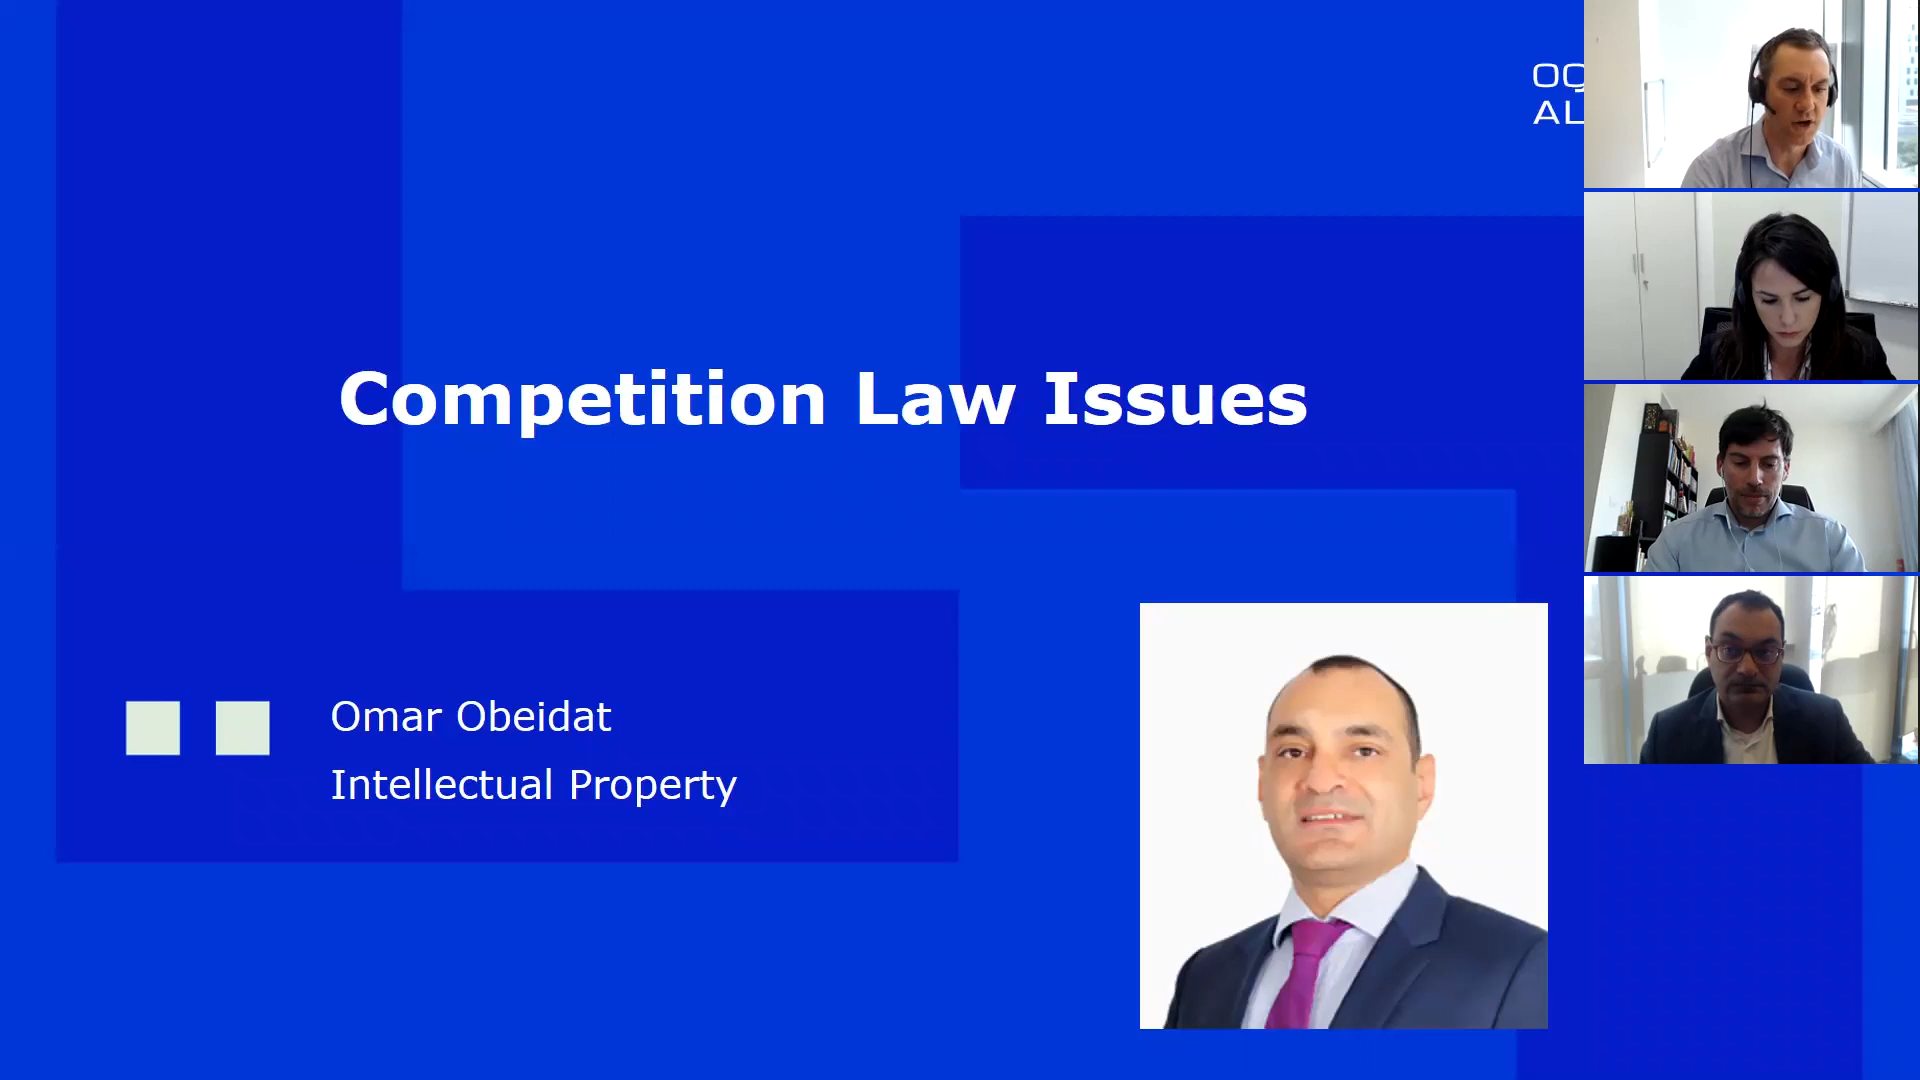 Competition Law Issues
Omar Obeidat
Intellectual Property